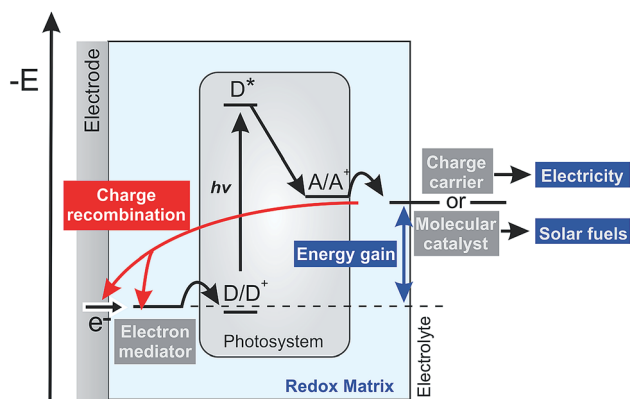 -E
Electrode
D*
hv
A/A+
Charge
recombination
Charge
carrier
Electricity
or
Molecular
catalyst
Solar fuels
Energy gain
D/D+
e-
Electron
mediator
Photosystem
Electrolyte
Redox Matrix